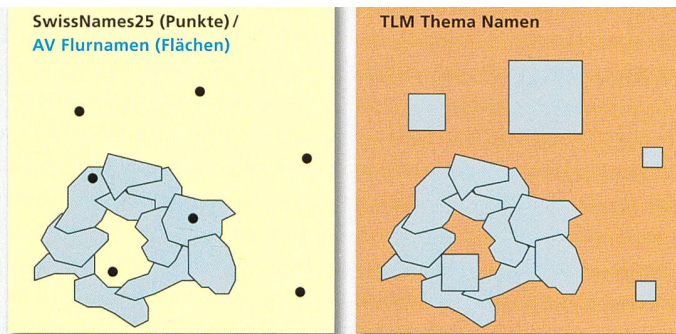 SwissNames25 (Punkte) /
AV Flurnamen (Flächen)
TLM Thema Namen